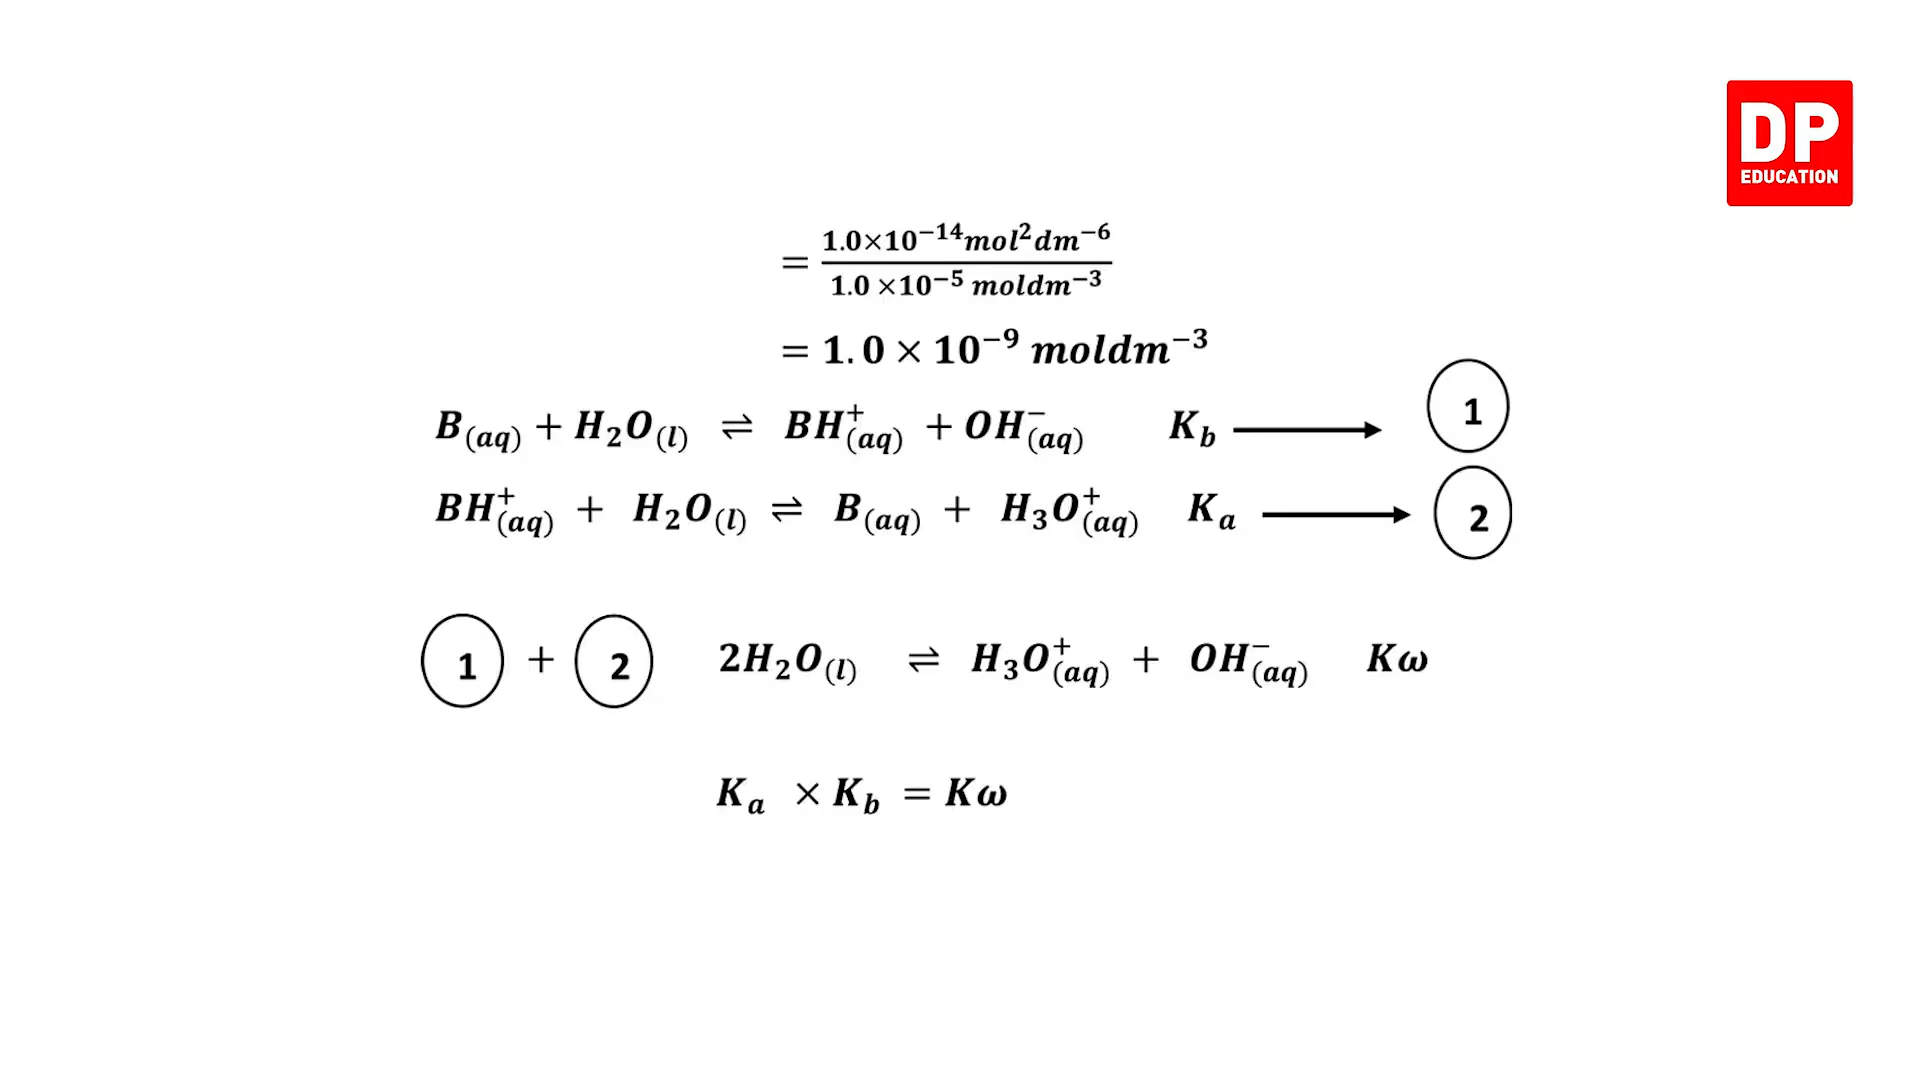 DP
EDUCATION
= 1.0×10⁻¹⁴mol²dm⁻⁶ / 1.0 ×10⁻⁵ moldm⁻³
= 1.0 × 10⁻⁹ moldm⁻³
B(aq) + H₂O(l) ⇌ BH⁺(aq) + OH⁻(aq) K_b ⟶ 1
BH⁺(aq) + H₂O(l) ⇌ B(aq) + H₃O⁺(aq) Kₐ ⟶ 2
1 + 2 2H₂O(l) ⇌ H₃O⁺(aq) + OH⁻(aq) Kω
Kₐ × K_b = Kω